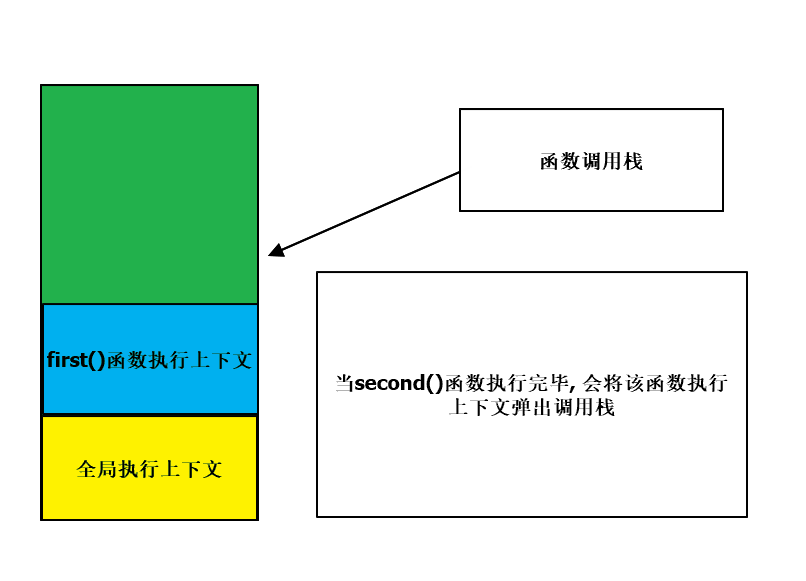 函数调用栈
first()函数执行上下文
当second()函数执行完毕, 会将该函数执行
上下文弹出调用栈
全局执行上下文